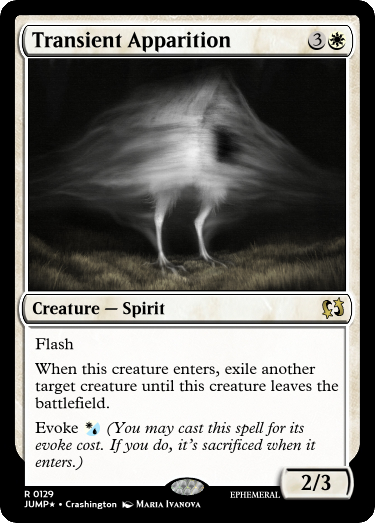 Transient Apparition 3
Creature — Spirit
Flash
When this creature enters, exile another
target creature until this creature leaves the
battlefield.
Evoke (You may cast this spell for its
evoke cost. If you do, it's sacrificed when it
enters.)
2/3
R 0129
JUMP★ • Crashington Maria Ivanova
EPHEMERAL